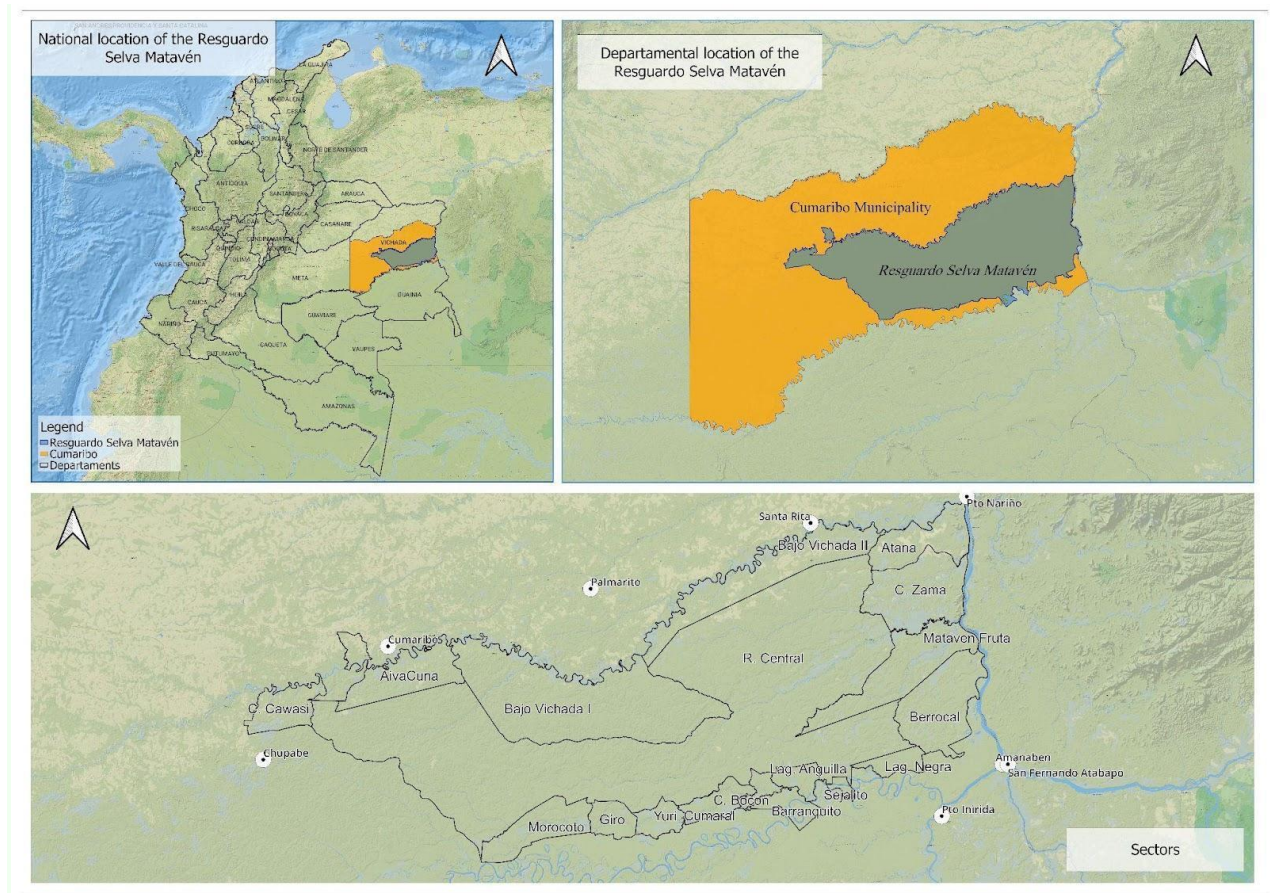 National location of the Resguardo
Selva Matavén
LA GUAJIRA
ATLANTICO
MAGDALENA
CESAR
SUCRE
CORDOBA
BOLIVAR
NORTE DE SANTANDER
ANTIOQUIA
SANTANDER
ARAUCA
CHOCO
BOYACA
CASANARE
RISARALDA
CALDAS
CUNDINAMARCA
VICHADA
QUINDIO
TOLIMA
VALLE DEL CAUCA
META
HUILA
CAUCA
GUAINIA
GUAVIARE
NARIÑO
CAQUETA
VAUPES
PUTUMAYO
AMAZONAS
Legend
Resguardo Selva Matavén
Cumaribo
Departaments
Departamental location of the
Resguardo Selva Matavén
Cumaribo Municipality
Resguardo Selva Matavén
Pto Nariño
Santa Rita
Bajo Vichada II
Atana
Palmarito
C. Zama
Mataven Fruta
Cumaribo
R. Central
AivaCuna
C. Cawasi
Bajo Vichada I
Berrocal
Chupabe
Amanaben
Lag. Anguilla
Lag. Negra
San Fernando Atabapo
Sejalito
C. Bocon
Barranquito
Pto Inirida
Yuri
Cumaral
Giro
Morocoto
Sectors